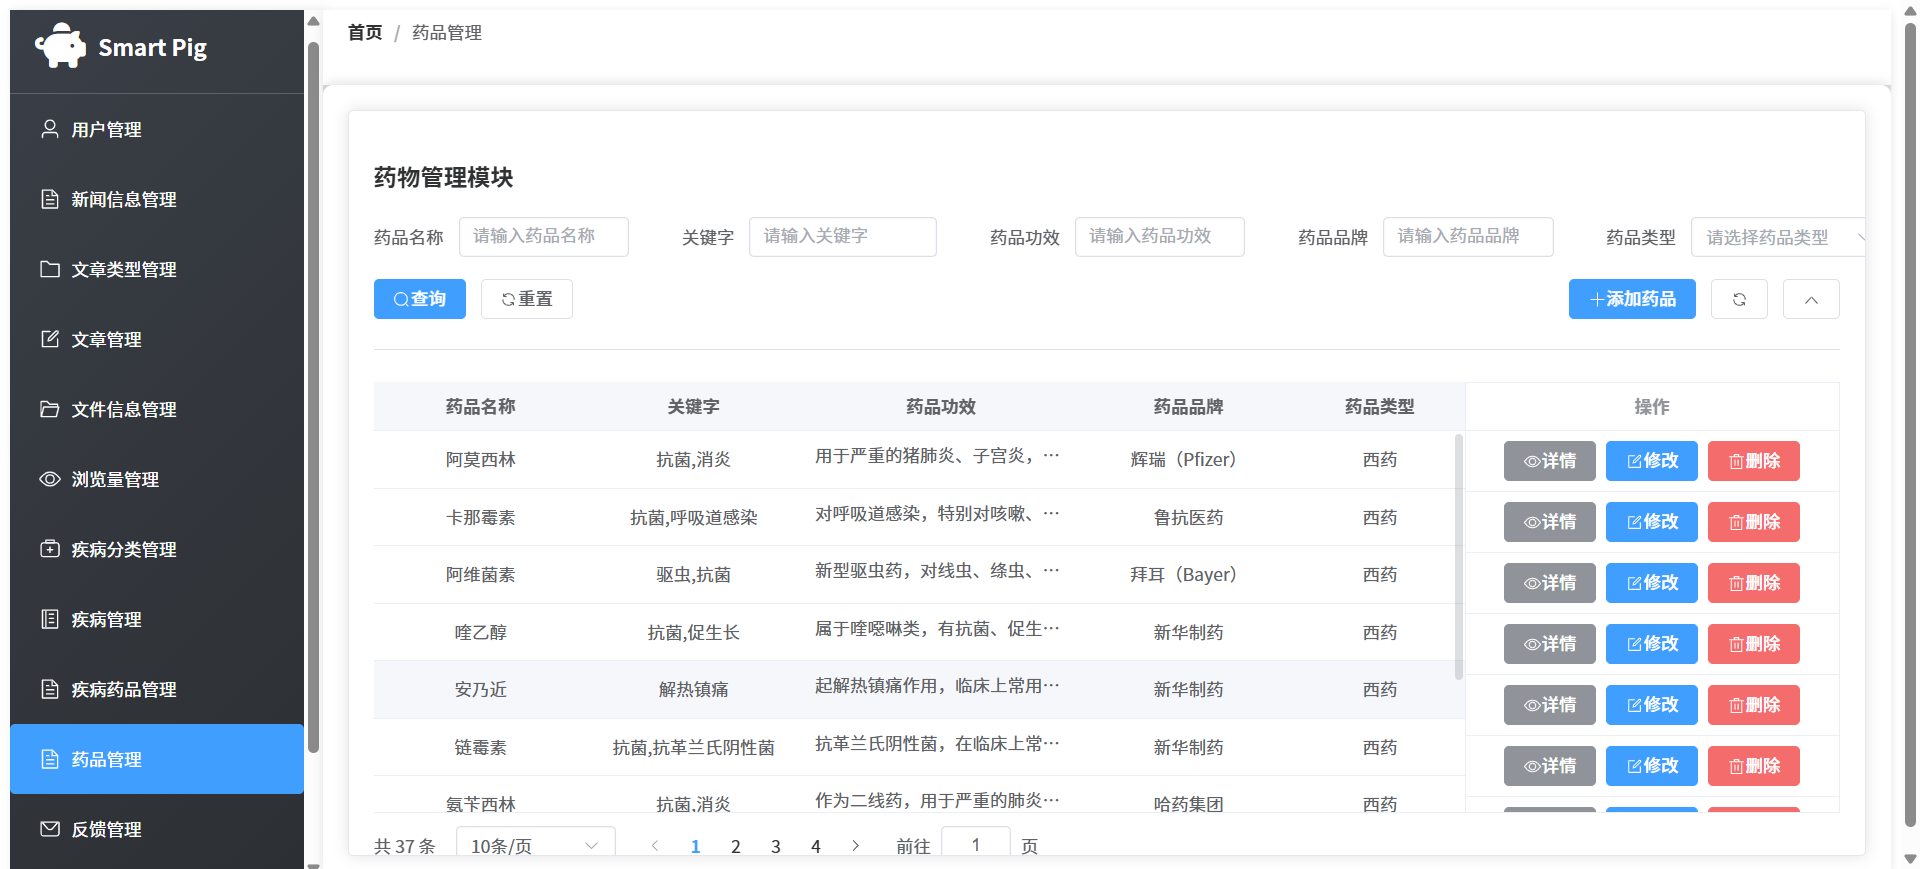 Smart Pig
用户管理
新闻信息管理
文章类型管理
文章管理
文件信息管理
浏览量管理
疾病分类管理
疾病管理
疾病药品管理
药品管理
反馈管理
首页 / 药品管理
药物管理模块
药品名称 请输入药品名称 关键字 请输入关键字 药品功效 请输入药品功效 药品品牌 请输入药品品牌 药品类型 请选择药品类型
查询 重置 添加药品
药品名称 关键字 药品功效 药品品牌 药品类型 操作
阿莫西林 抗菌,消炎 用于严重的猪肺炎、子宫炎，… 辉瑞（Pfizer） 西药 详情 修改 删除
卡那霉素 抗菌,呼吸道感染 对呼吸道感染，特别对咳嗽、… 鲁抗医药 西药 详情 修改 删除
阿维菌素 驱虫,抗菌 新型驱虫药，对线虫、绦虫、… 拜耳（Bayer） 西药 详情 修改 删除
喹乙醇 抗菌,促生长 属于喹噁啉类，有抗菌、促生… 新华制药 西药 详情 修改 删除
安乃近 解热镇痛 起解热镇痛作用，临床上常用… 新华制药 西药 详情 修改 删除
链霉素 抗菌,抗革兰氏阴性菌 抗革兰氏阴性菌，在临床上常… 新华制药 西药 详情 修改 删除
氨苄西林 抗菌,消炎 作为二线药，用于严重的肺炎… 哈药集团 西药
共 37 条 10条/页 1 2 3 4 前往 1 页